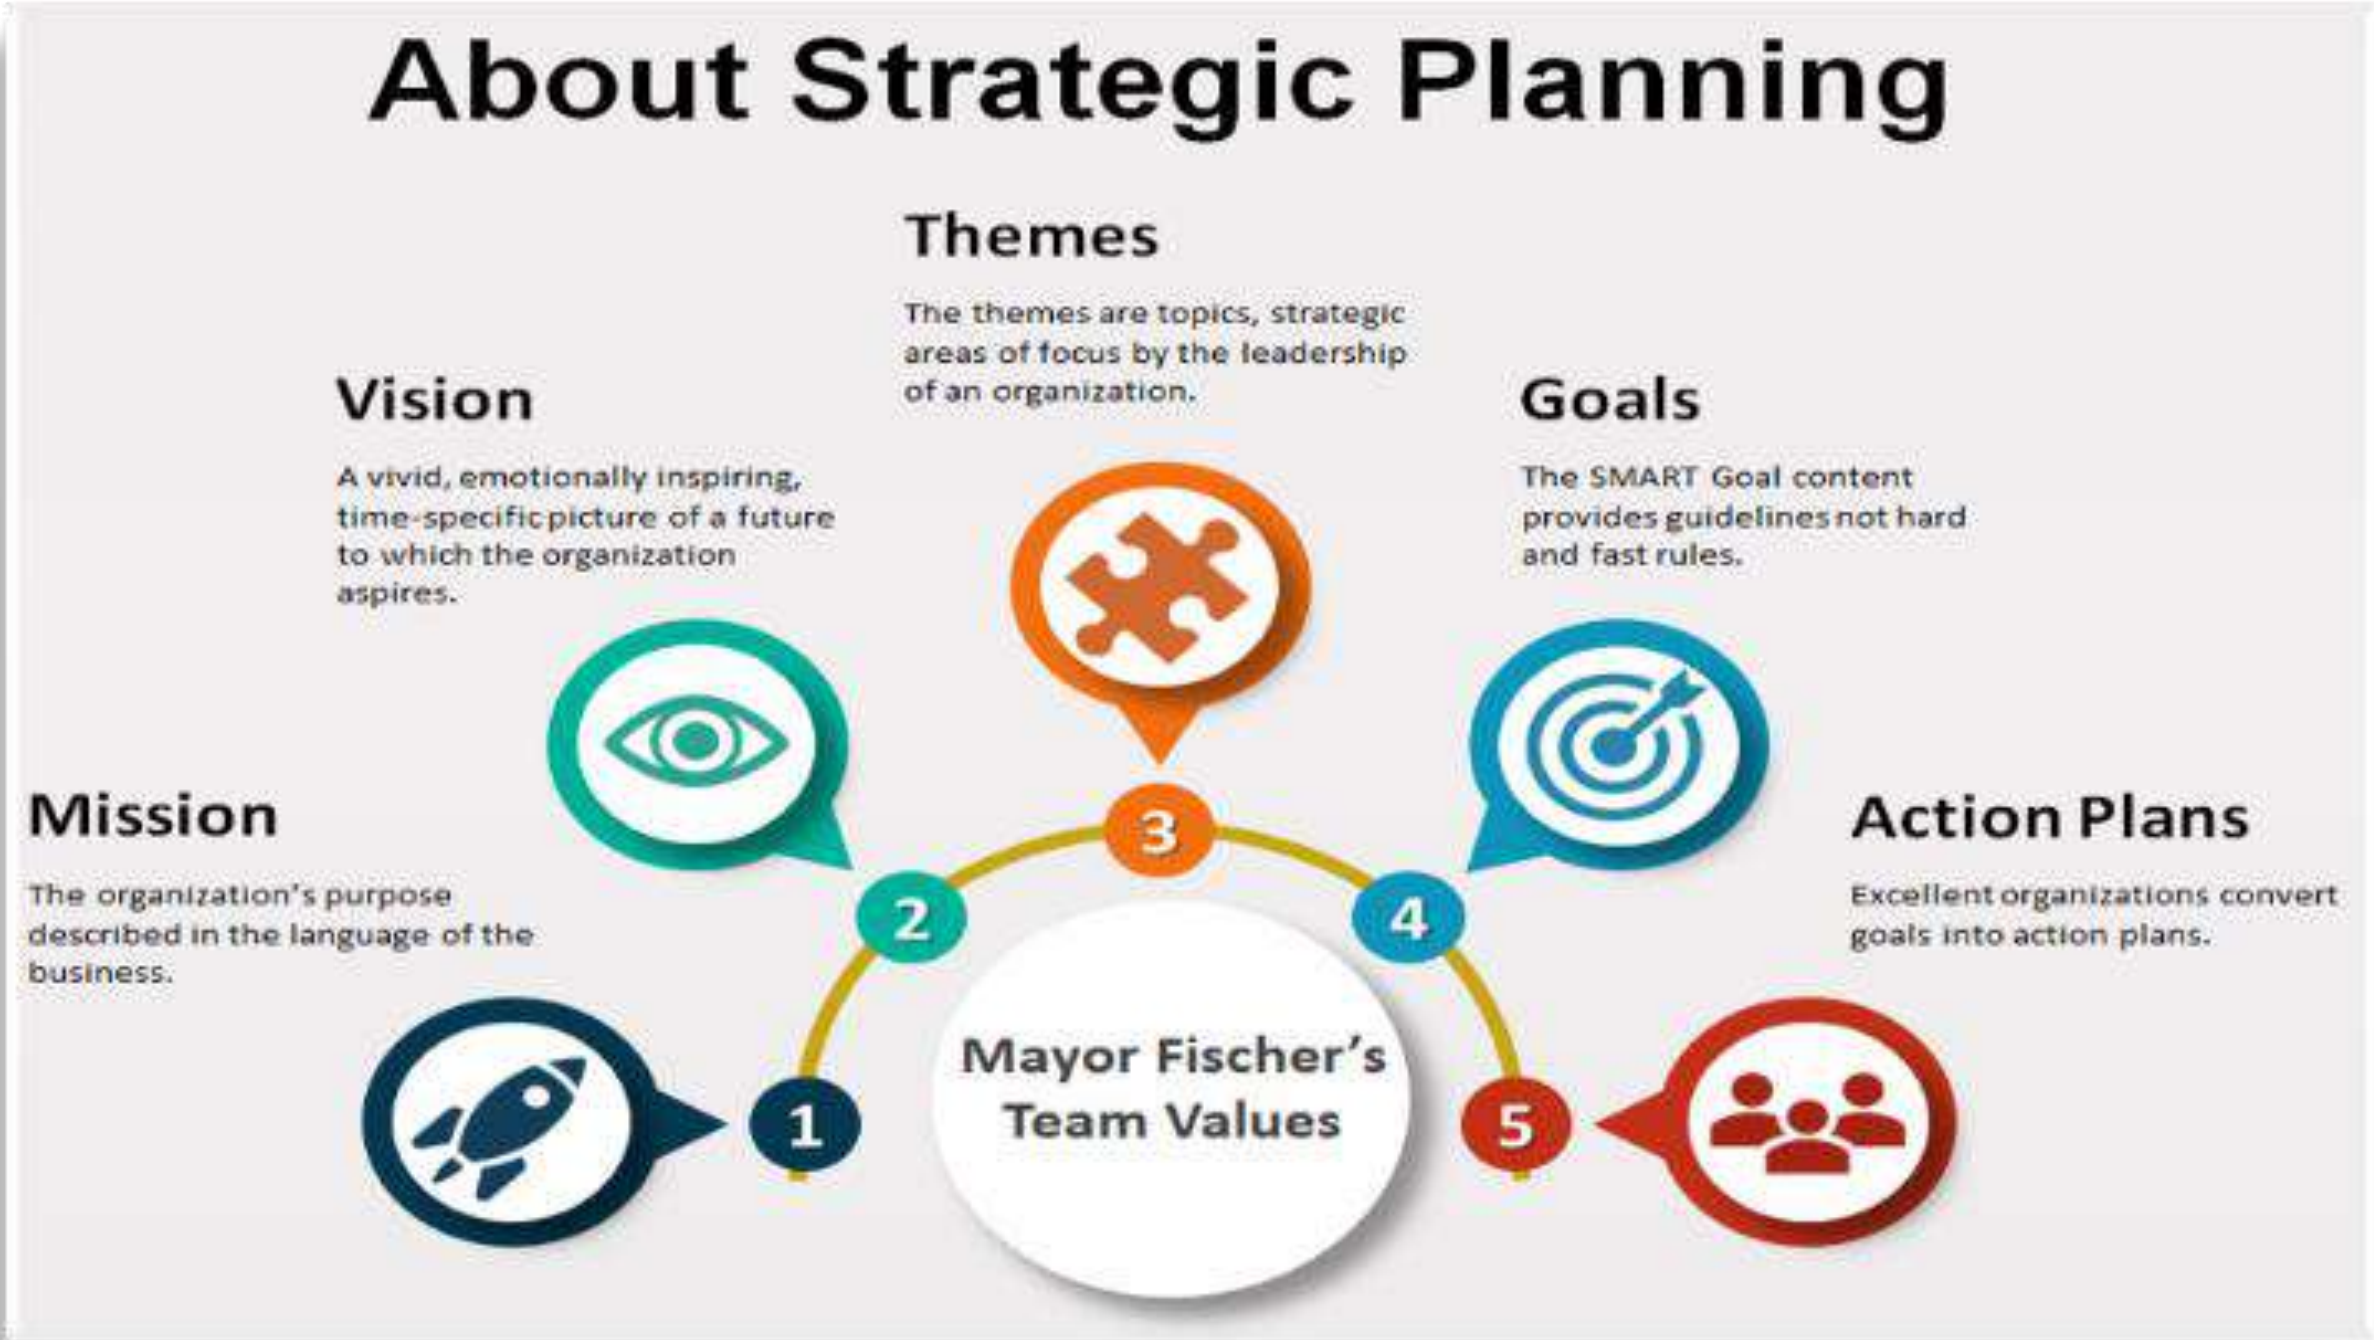 About Strategic Planning
Themes
The themes are topics, strategic
areas of focus by the leadership
of an organization.
Vision
A vivid, emotionally inspiring,
time-specific picture of a future
to which the organization
aspires.
Goals
The SMART Goal content
provides guidelines not hard
and fast rules.
Mission
The organization's purpose
described in the language of the
business.
Action Plans
Excellent organizations convert
goals into action plans.
1
2
3
4
5
Mayor Fischer's
Team Values